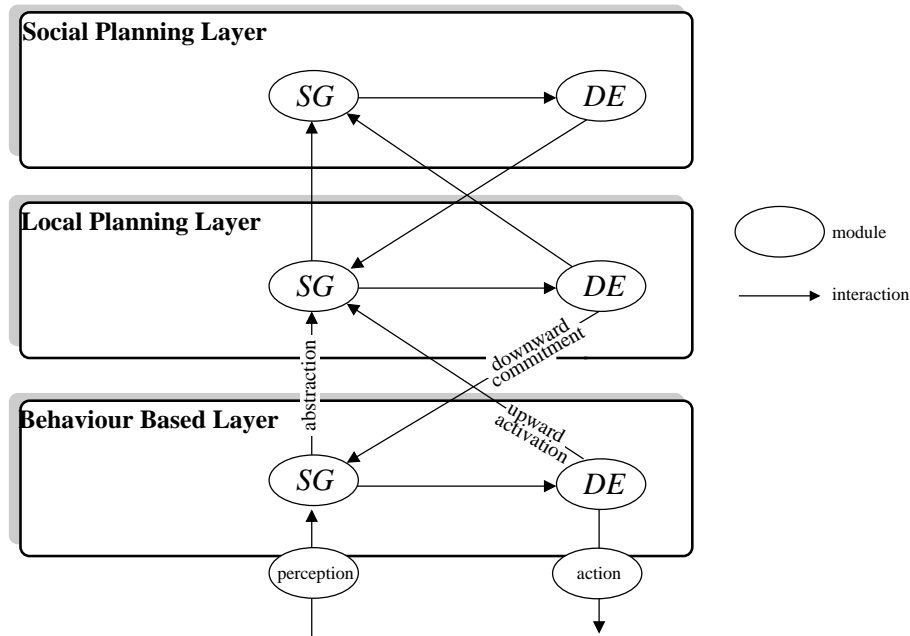 Social Planning Layer
SG
DE
Local Planning Layer
SG
DE
module
interaction
abstraction
downward
commitment
upward
activation
Behaviour Based Layer
SG
DE
perception
action